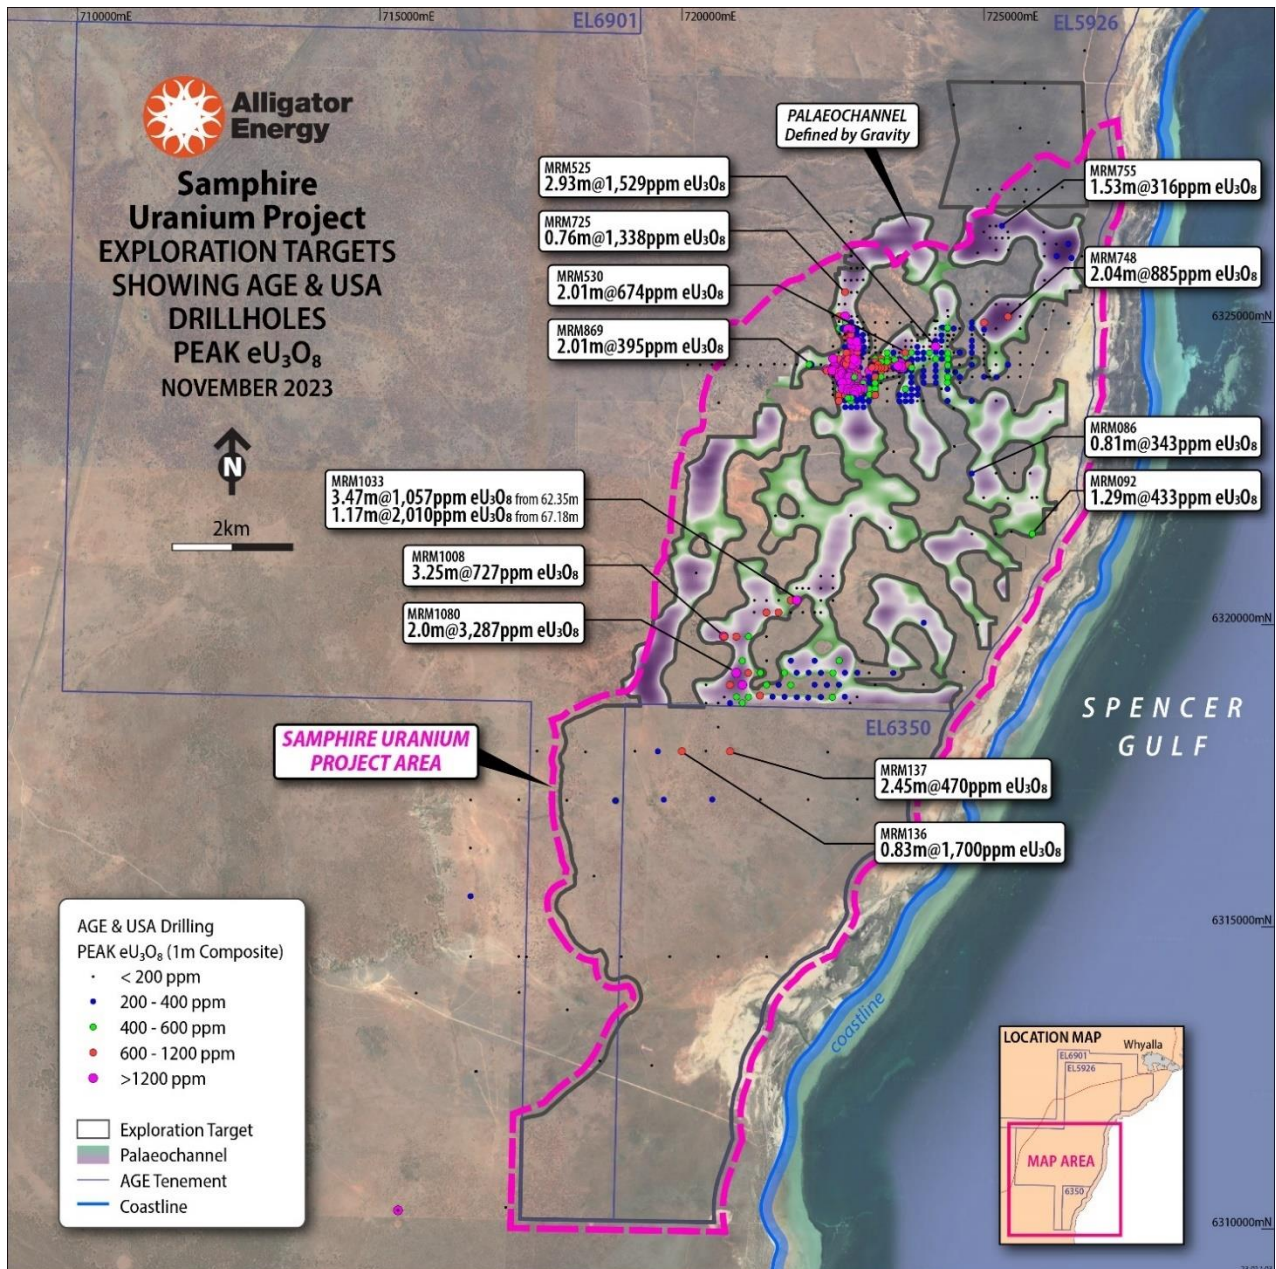 710000mE
715000mE
720000mE
725000mE
EL6901
EL5926
Alligator
Energy
Samphire
Uranium Project
EXPLORATION TARGETS
SHOWING AGE & USA
DRILLHOLES
PEAK eU₃O₈
NOVEMBER 2023
N
2km
PALAEOCHANNEL
Defined by Gravity
MRM525
2.93m@1,529ppm eU₃O₈
MRM725
0.76m@1,338ppm eU₃O₈
MRM530
2.01m@674ppm eU₃O₈
MRM869
2.01m@395ppm eU₃O₈
MRM755
1.53m@316ppm eU₃O₈
MRM748
2.04m@885ppm eU₃O₈
6325000mN
MRM086
0.81m@343ppm eU₃O₈
MRM092
1.29m@433ppm eU₃O₈
MRM1033
3.47m@1,057ppm eU₃O₈ from 62.35m
1.17m@2,010ppm eU₃O₈ from 67.18m
MRM1008
3.25m@727ppm eU₃O₈
MRM1080
2.0m@3,287ppm eU₃O₈
6320000mN
SPENCER
GULF
EL6350
SAMPHIRE URANIUM
PROJECT AREA
MRM137
2.45m@470ppm eU₃O₈
MRM136
0.83m@1,700ppm eU₃O₈
6315000mN
coastline
AGE & USA Drilling
PEAK eU₃O₈ (1m Composite)
< 200 ppm
200 - 400 ppm
400 - 600 ppm
600 - 1200 ppm
>1200 ppm
Exploration Target
Palaeochannel
AGE Tenement
Coastline
LOCATION MAP
Whyalla
EL6901
EL5926
MAP AREA
6350
6310000mN